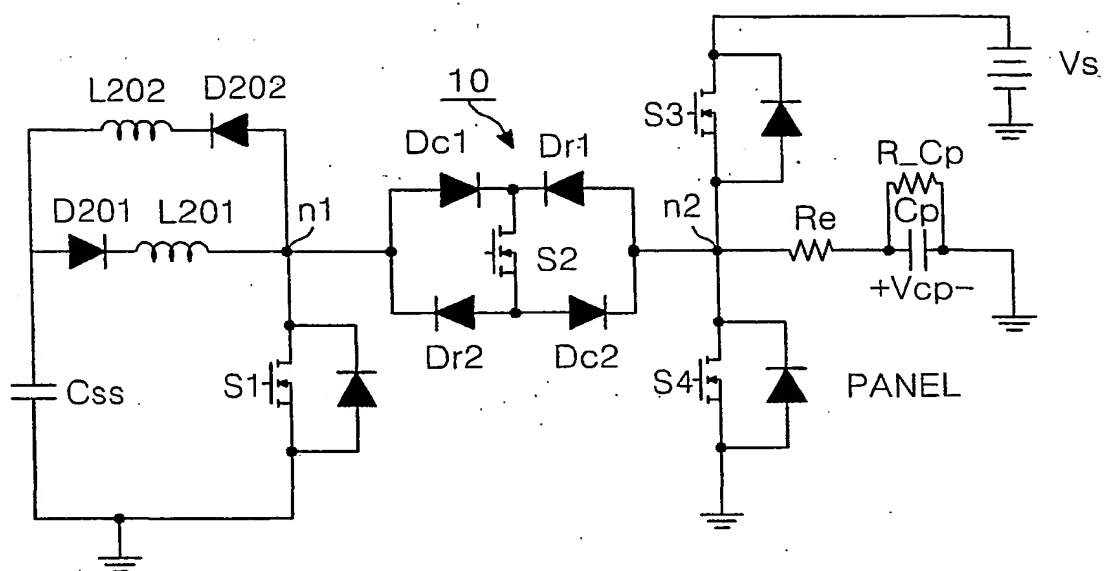 Vs
L202
D202
10
S3
Dc1
Dr1
R_Cp
D201
L201
n1
n2
Re
Cp
S2
+Vcp-
Dr2
Dc2
Css
S1
S4
PANEL